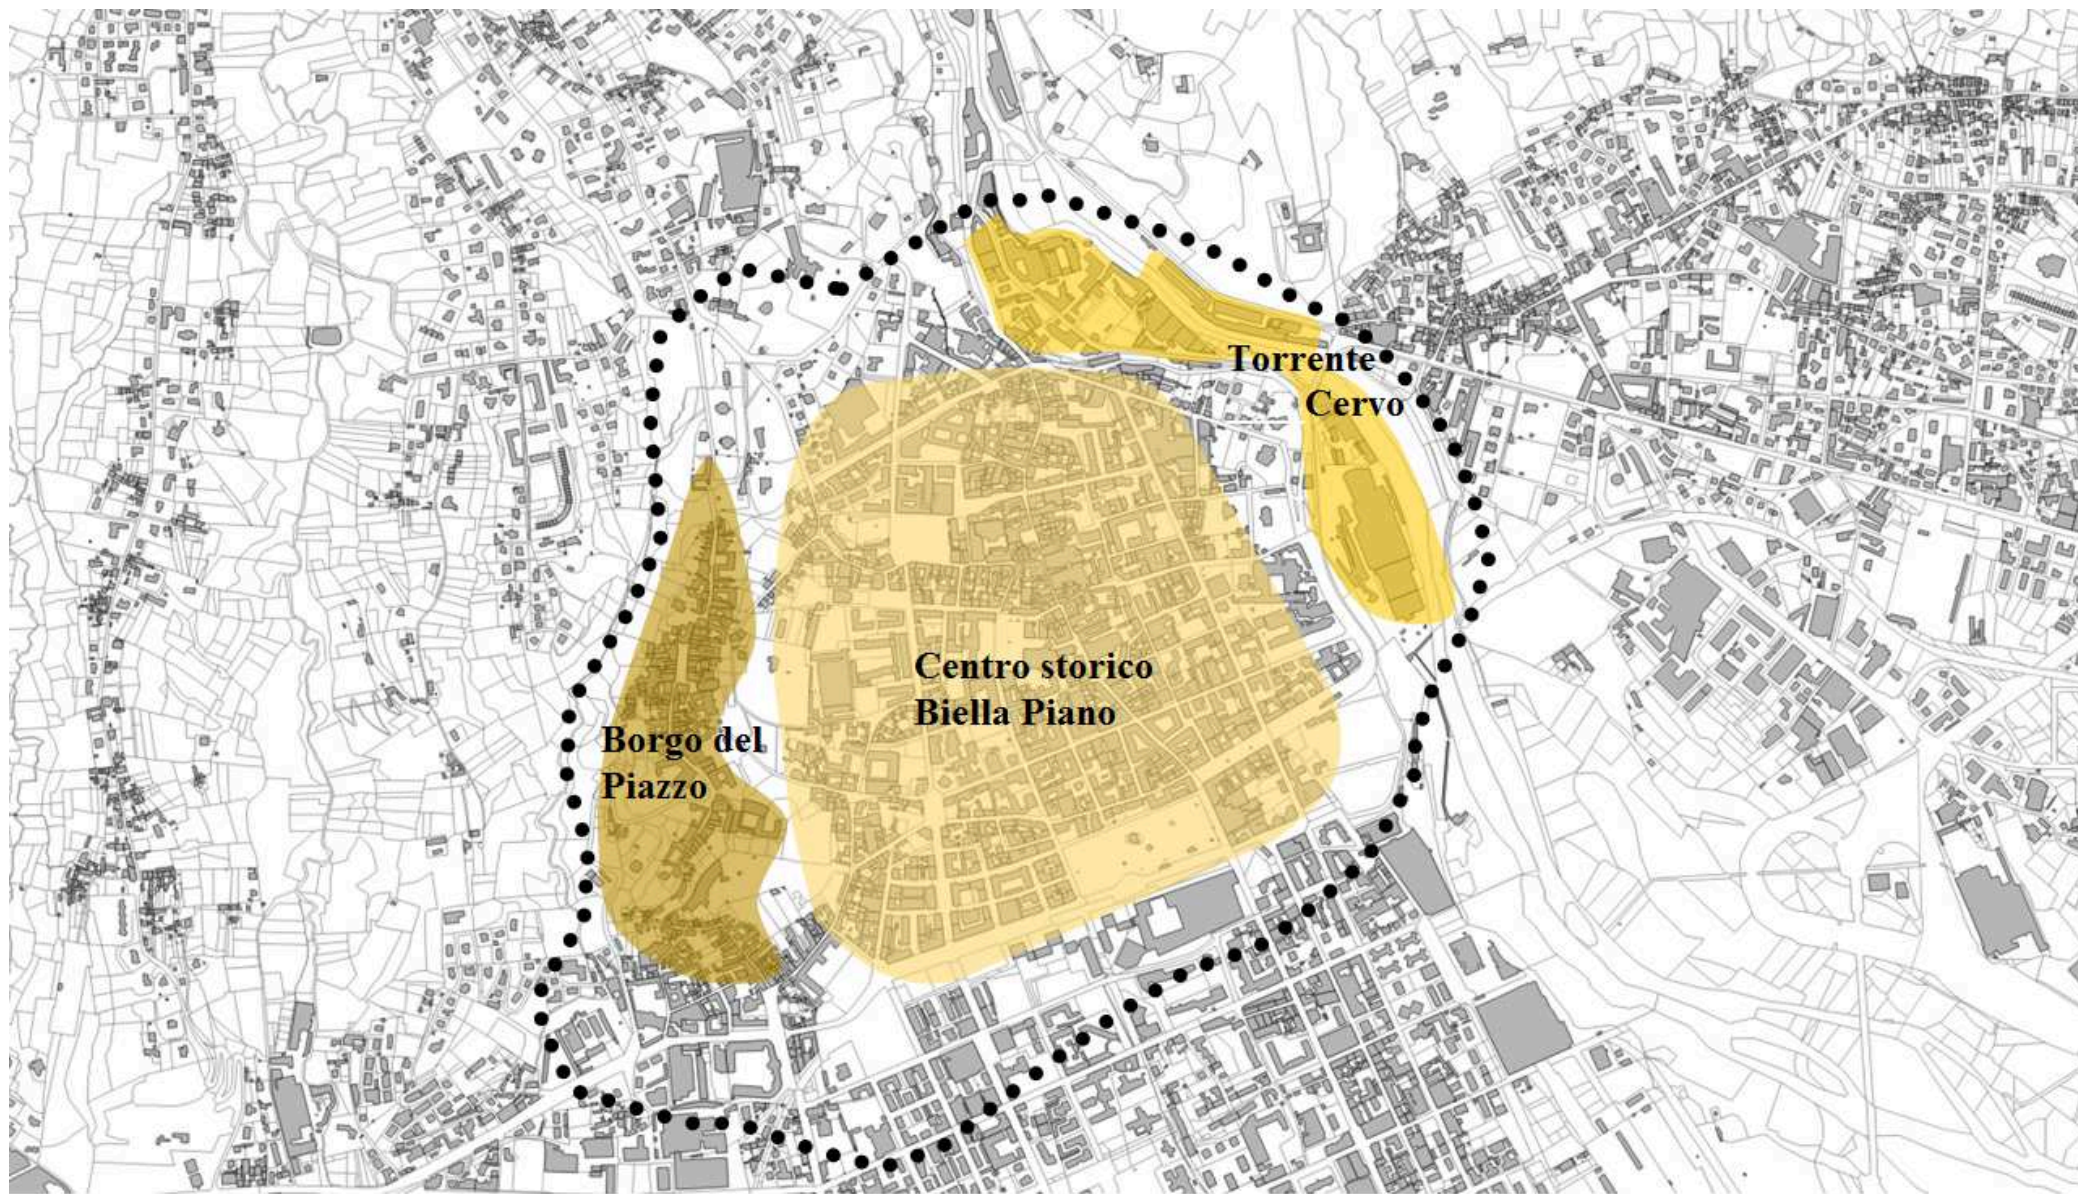 Torrente
Cervo
Centro storico
Biella Piano
Borgo del
Piazzo